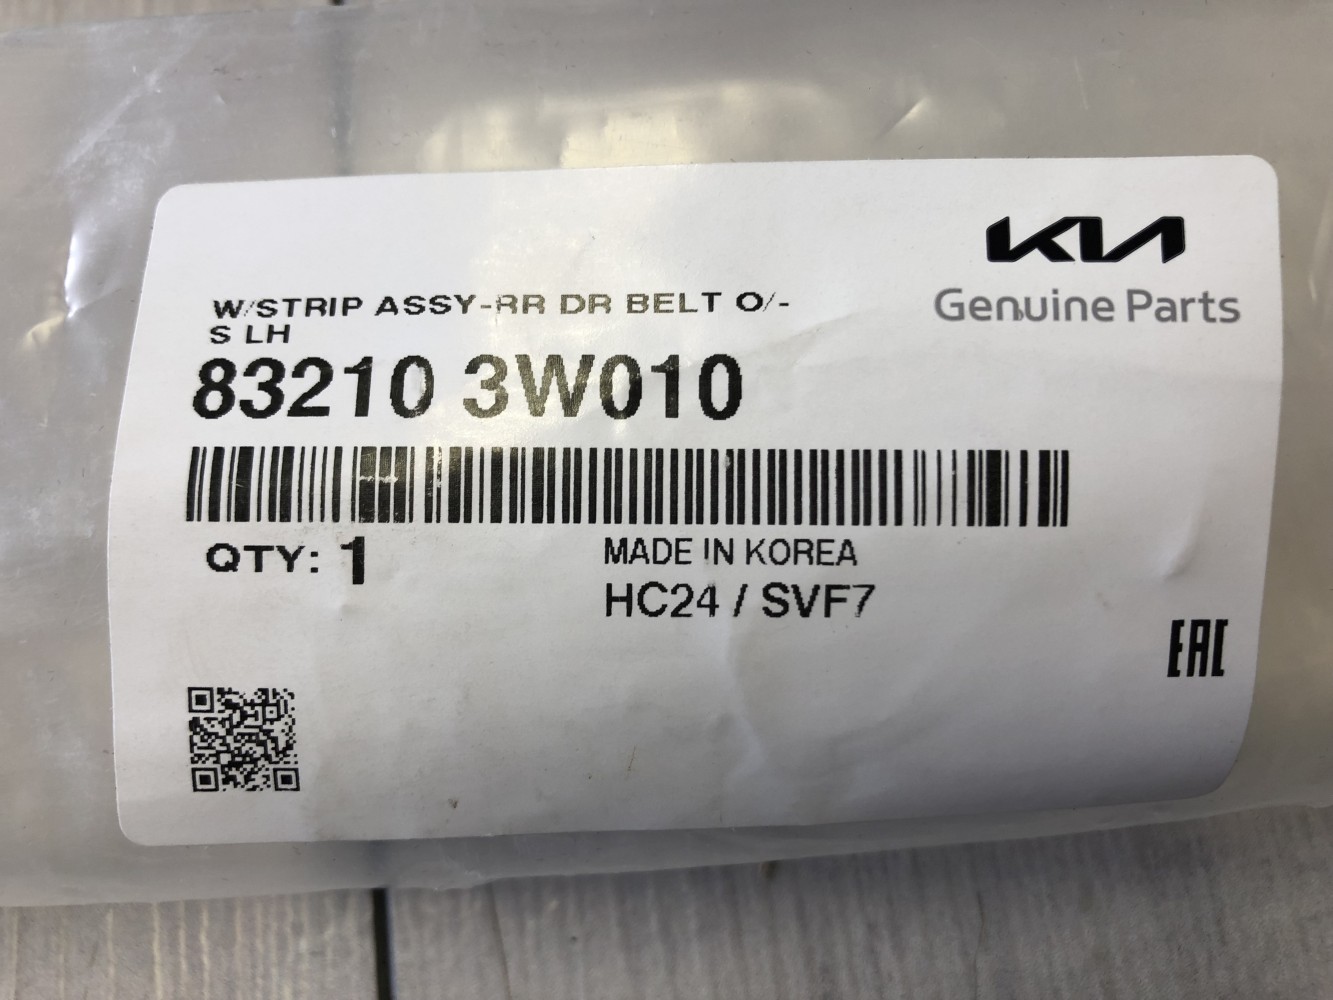 KIA
Genuine Parts
W/STRIP ASSY-RR DR BELT O/-
S LH
83210 3W010
QTY: 1
MADE IN KOREA
HC24 / SVF7
EAC